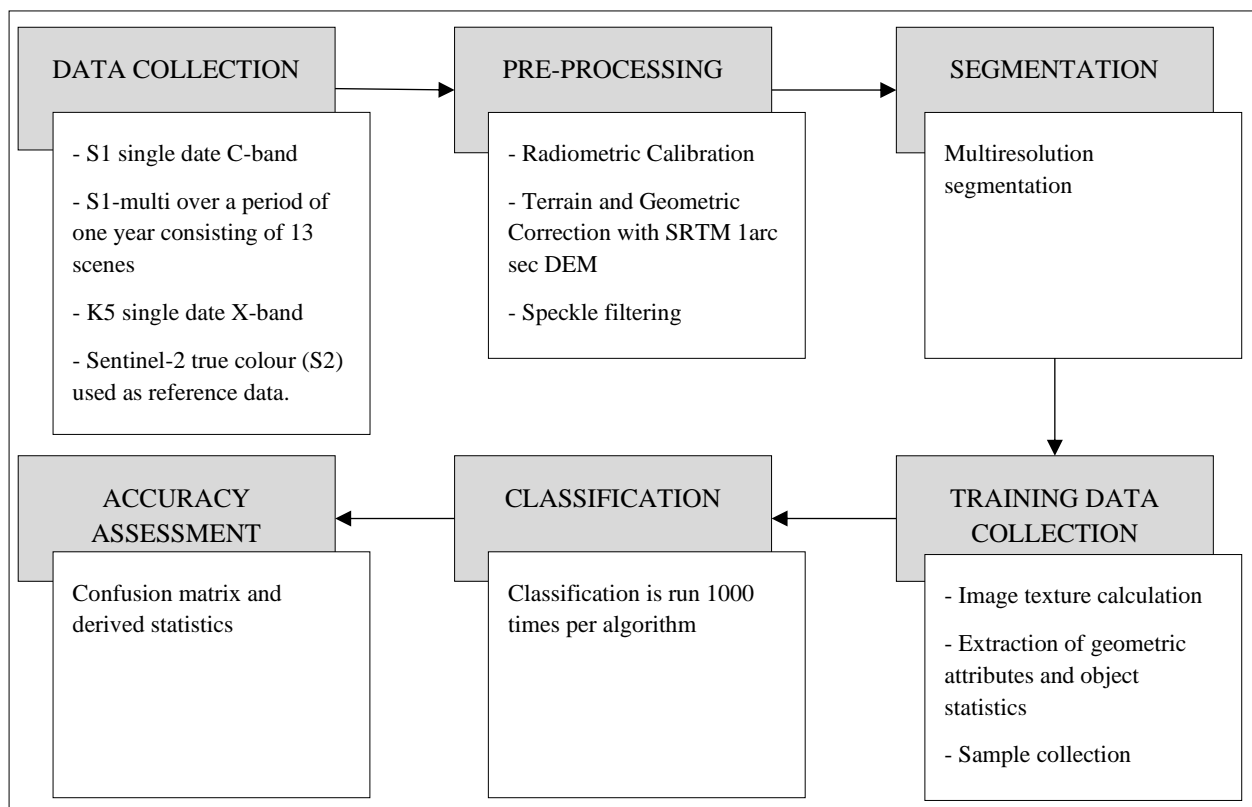 DATA COLLECTION
- S1 single date C-band
- S1-multi over a period of
one year consisting of 13
scenes
- K5 single date X-band
- Sentinel-2 true colour (S2)
used as reference data.
PRE-PROCESSING
- Radiometric Calibration
- Terrain and Geometric
Correction with SRTM 1arc
sec DEM
- Speckle filtering
SEGMENTATION
Multiresolution
segmentation
TRAINING DATA
COLLECTION
- Image texture calculation
- Extraction of geometric
attributes and object
statistics
- Sample collection
CLASSIFICATION
Classification is run 1000
times per algorithm
ACCURACY
ASSESSMENT
Confusion matrix and
derived statistics